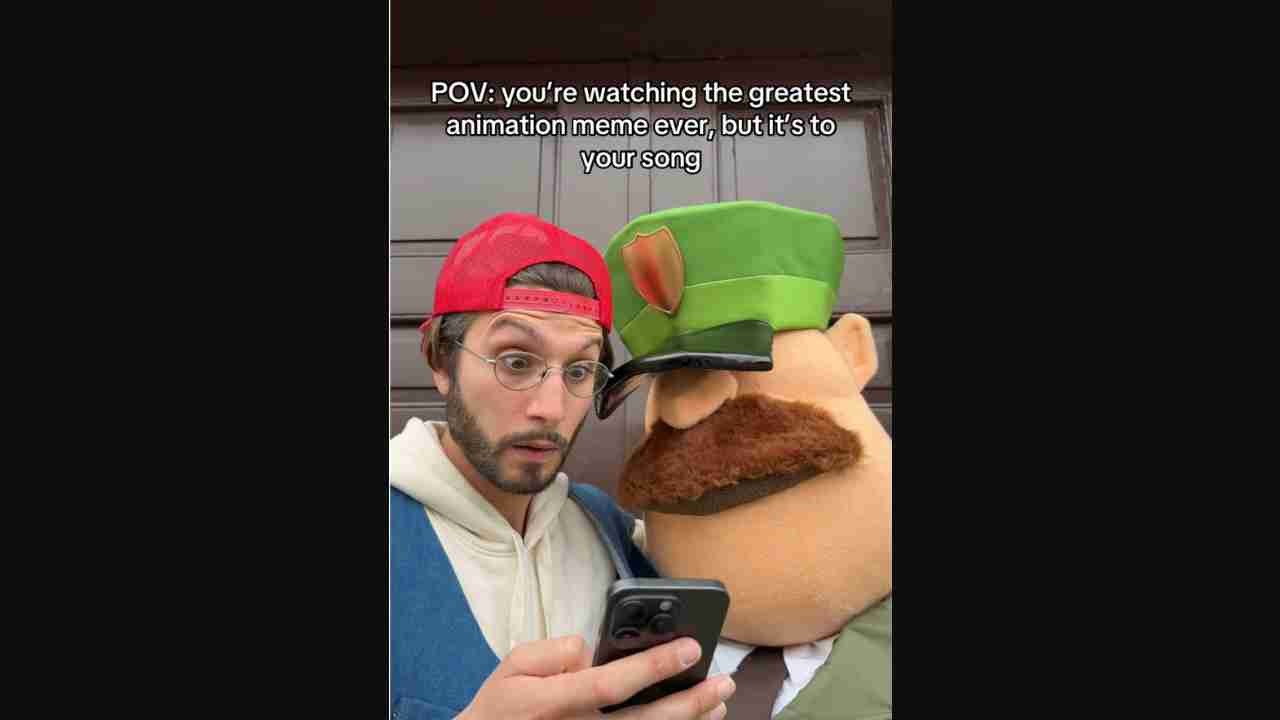 POV: you’re watching the greatest
animation meme ever, but it’s to
your song